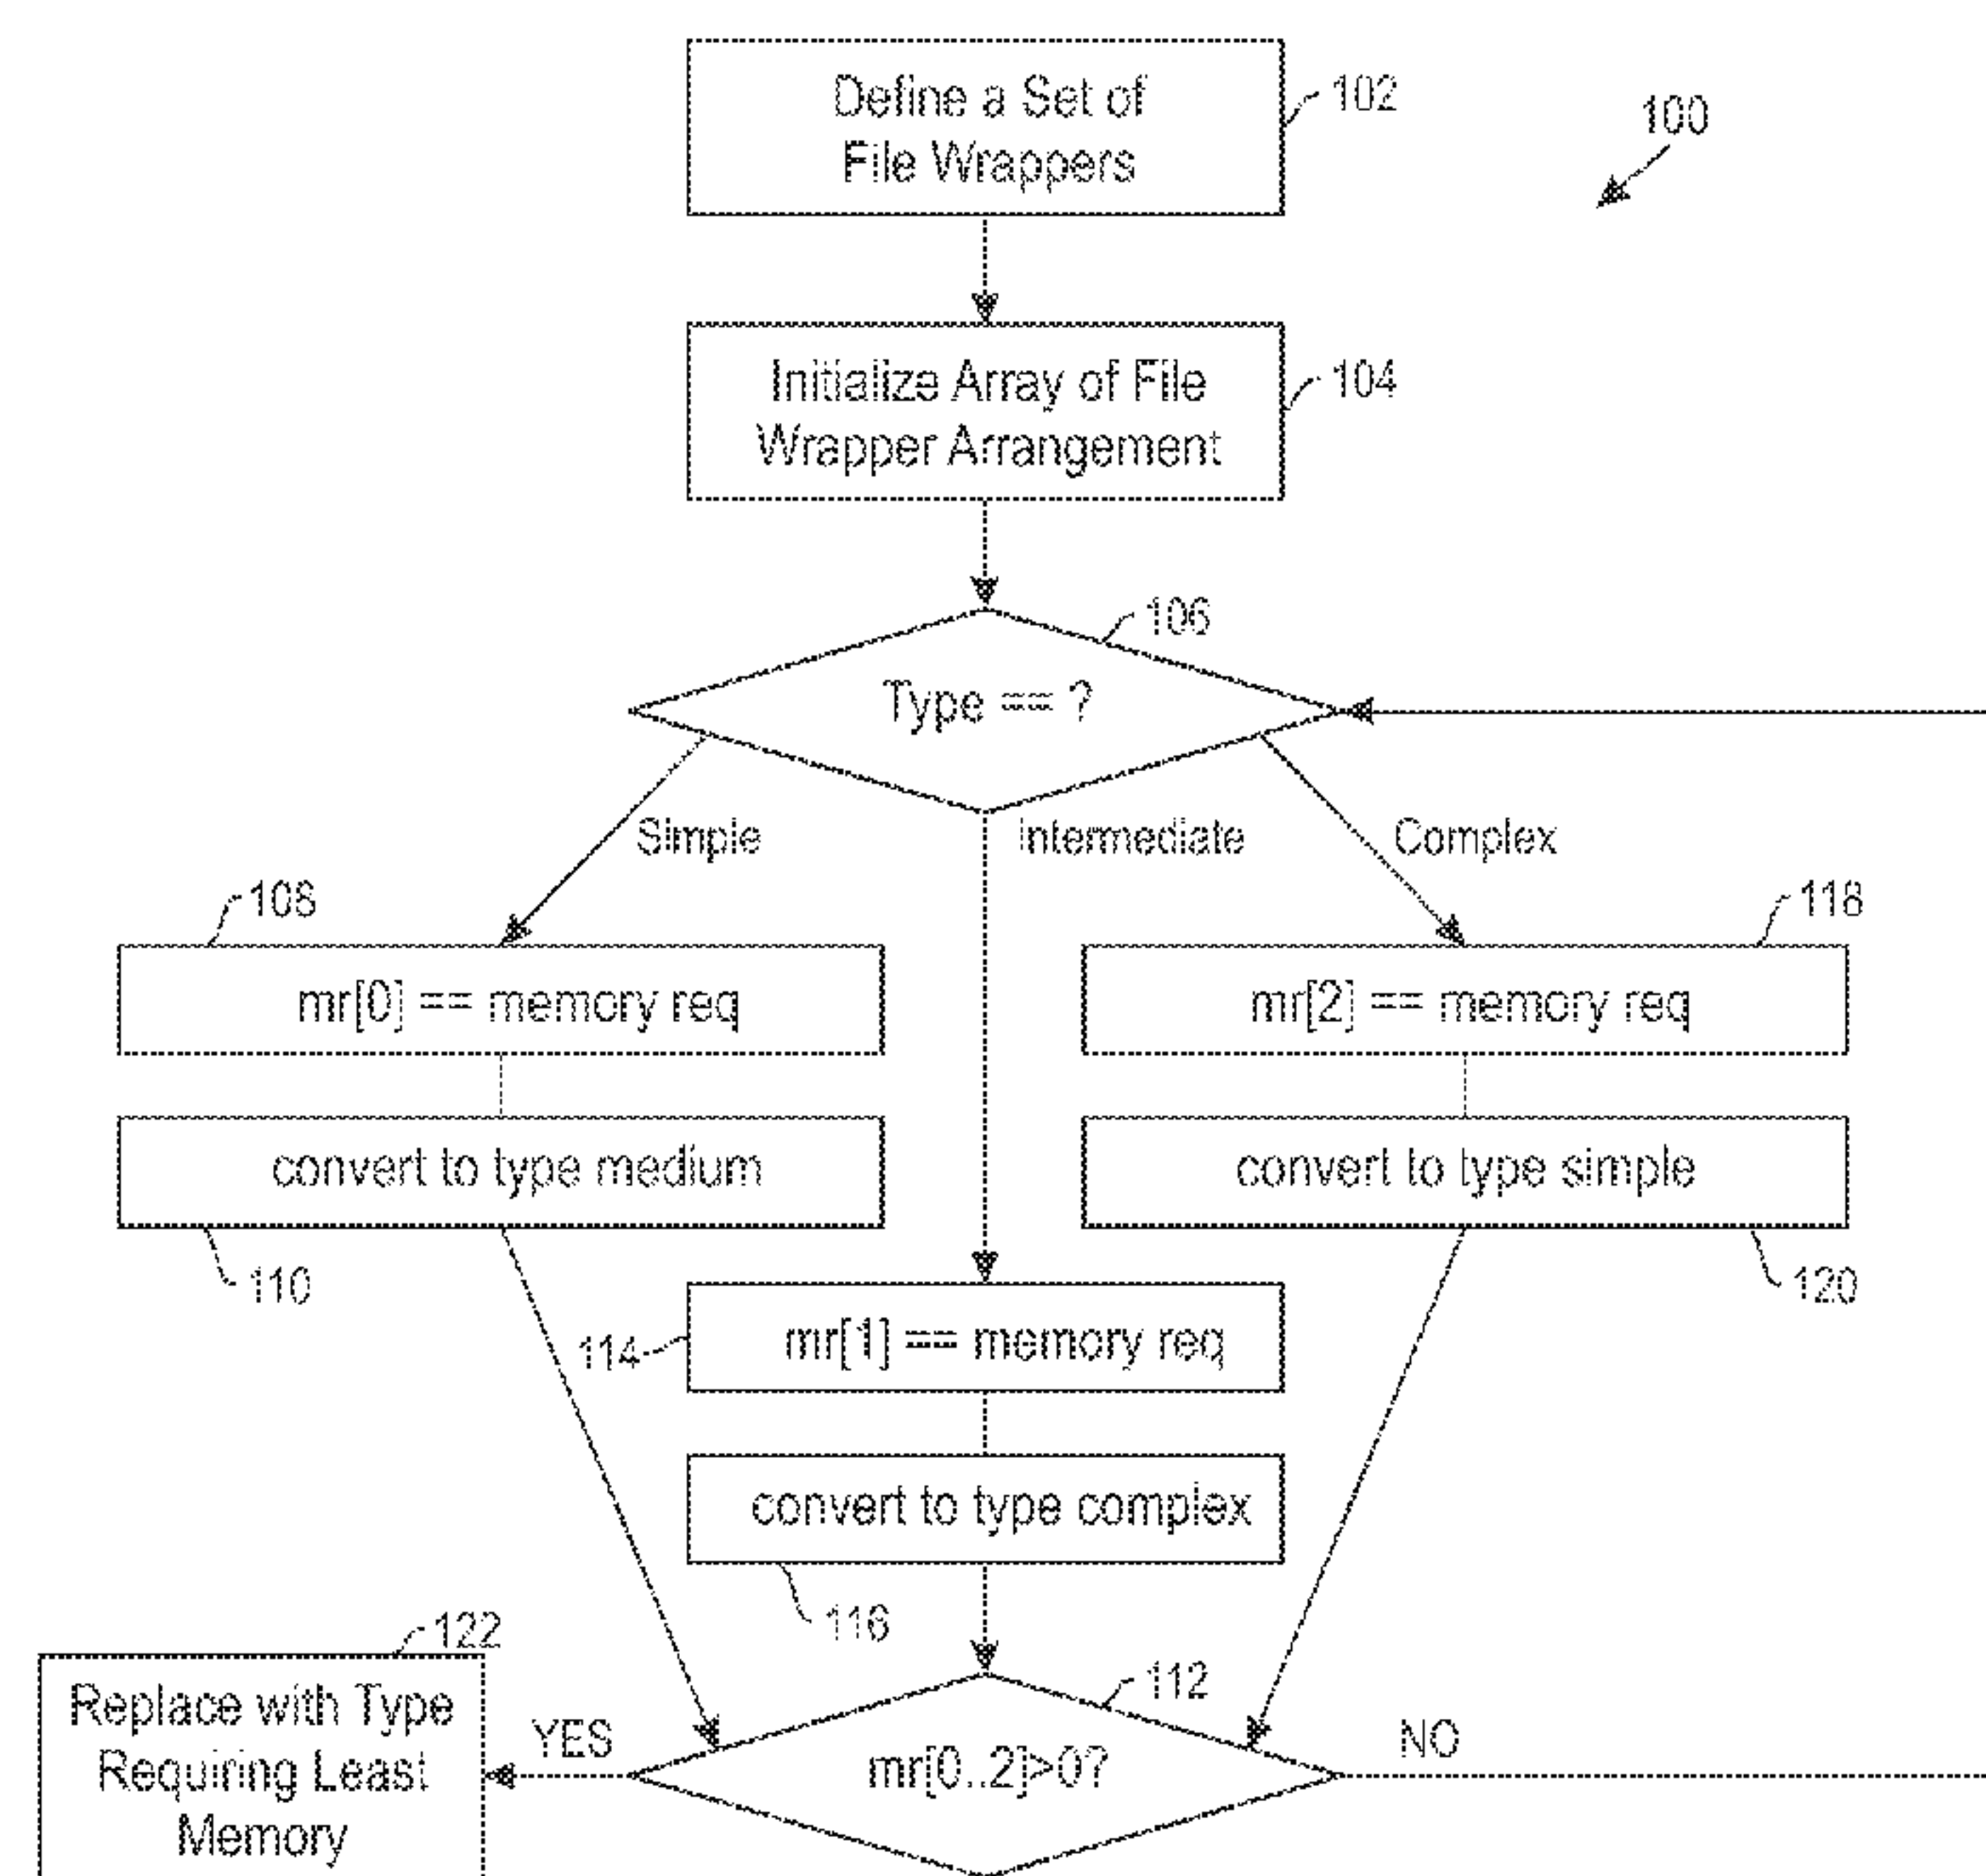 Define a Set of
File Wrappers
102
100
Initialize Array of File
Wrapper Arrangement
104
106
Type == ?
Simple
Intermediate
Complex
108
118
mr[0] == memory req
mr[2] == memory req
convert to type medium
convert to type simple
110
120
114
mr[1] == memory req
convert to type complex
116
122
112
Replace with Type
Requiring Least
Memory
YES
mr[0..2]>0?
NO